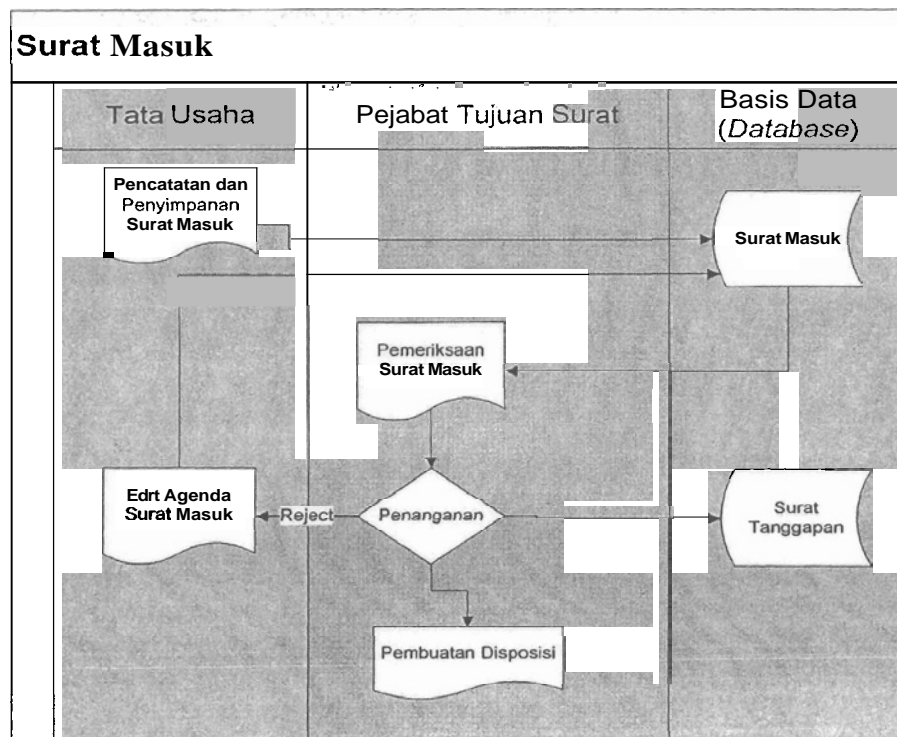 Surat Masuk
Tata Usaha
Pejabat Tujuan Surat
Basis Data
(Database)
Pencatatan dan
Penyimpanan
Surat Masuk
Surat Masuk
Pemeriksaan
Surat Masuk
Edrt Agenda
Surat Masuk
Reject
Penanganan
Surat
Tanggapan
Pembuatan Disposisi